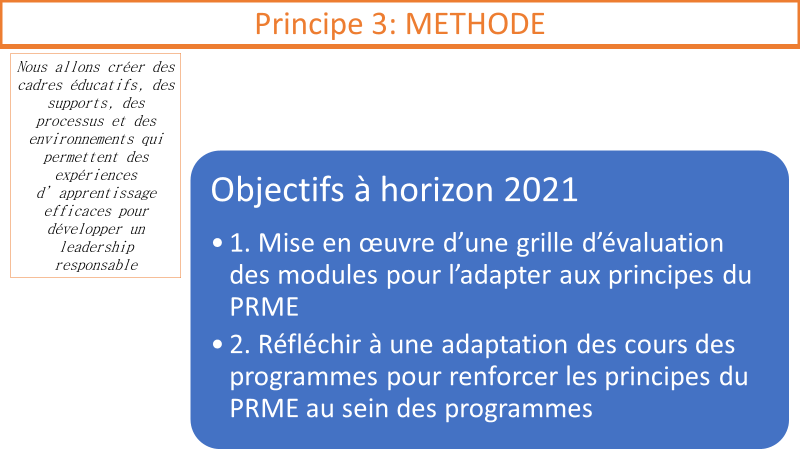 Principe 3: METHODE
Nous allons créer des
cadres éducatifs, des
supports, des
processus et des
environnements qui
permettent des
expériences
d’apprentissage
efficaces pour
développer un
leadership
responsable
Objectifs à horizon 2021
• 1. Mise en œuvre d’une grille d’évaluation
des modules pour l’adapter aux principes du
PRME
• 2. Réfléchir à une adaptation des cours des
programmes pour renforcer les principes du
PRME au sein des programmes